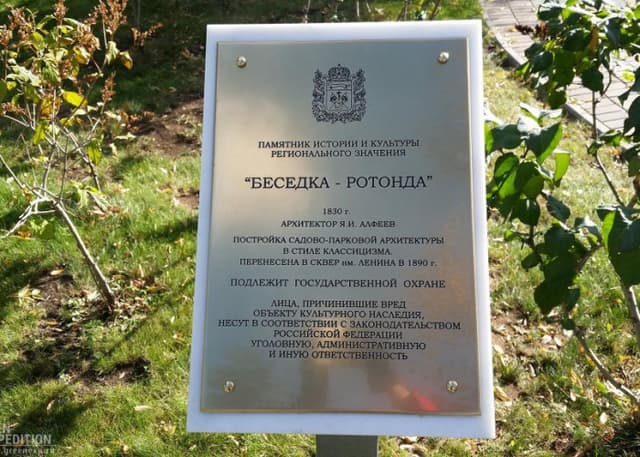 ПАМЯТНИК ИСТОРИИ И КУЛЬТУРЫ
РЕГИОНАЛЬНОГО ЗНАЧЕНИЯ
"БЕСЕДКА - РОТОНДА"
1830 г.
АРХИТЕКТОР Я.И. АЛФЕЕВ
ПОСТРОЙКА САДОВО-ПАРКОВОЙ АРХИТЕКТУРЫ
В СТИЛЕ КЛАССИЦИЗМА.
ПЕРЕНЕСЕНА В СКВЕР им. ЛЕНИНА В 1890 г.
ПОДЛЕЖИТ ГОСУДАРСТВЕННОЙ ОХРАНЕ
ЛИЦА, ПРИЧИНИВШИЕ ВРЕД
ОБЪЕКТУ КУЛЬТУРНОГО НАСЛЕДИЯ,
НЕСУТ В СООТВЕТСТВИИ С ЗАКОНОДАТЕЛЬСТВОМ
РОССИЙСКОЙ ФЕДЕРАЦИИ
УГОЛОВНУЮ, АДМИНИСТРАТИВНУЮ
И ИНУЮ ОТВЕТСТВЕННОСТЬ